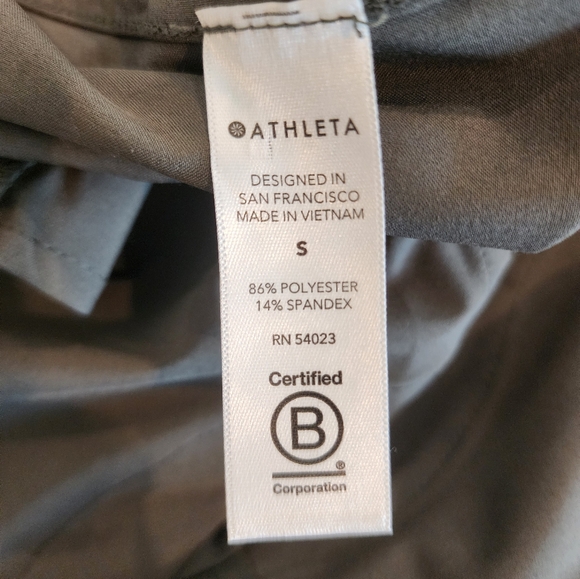 ATHLETA
DESIGNED IN
SAN FRANCISCO
MADE IN VIETNAM
S
86% POLYESTER
14% SPANDEX
RN 54023
Certified
B
®
Corporation